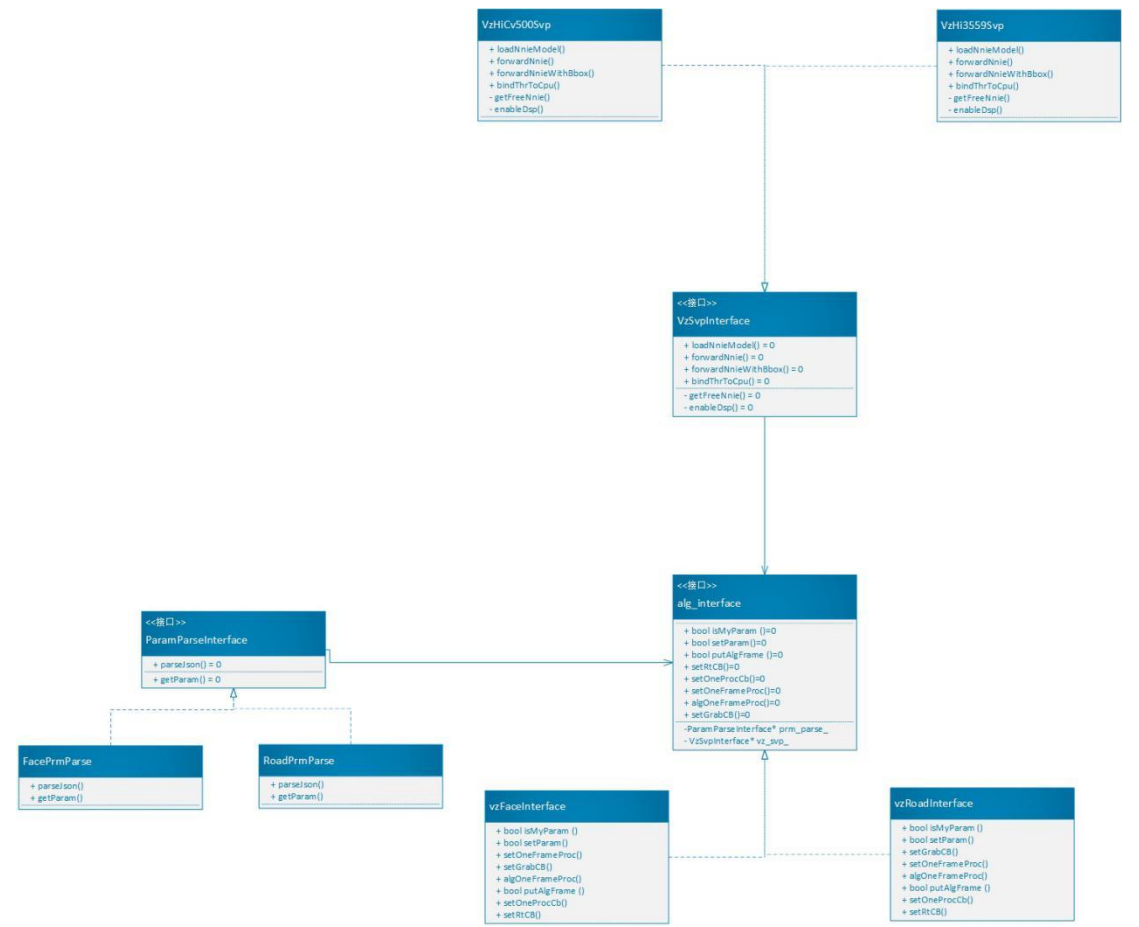 VzHiCv500Svp
+ loadNnieModel()
+ forwardNnie()
+ forwardNnieWithBbox()
+ bindThrToCpu()
- getFreeNnie()
- enableDsp()
VzHi3559Svp
+ loadNnieModel()
+ forwardNnie()
+ forwardNnieWithBbox()
+ bindThrToCpu()
- getFreeNnie()
- enableDsp()
<<接口>>
VzSvpInterface
+ loadNnieModel() = 0
+ forwardNnie() = 0
+ forwardNnieWithBbox() = 0
+ bindThrToCpu() = 0
- getFreeNnie() = 0
- enableDsp() = 0
<<接口>>
alg_interface
+ bool isMyParam ()=0
+ bool setParam()=0
+ bool putAlgFrame ()=0
+ setRtCB()=0
+ setOneProcCb()=0
+ setOneFrameProc()=0
+ algOneFrameProc()=0
+ setGrabCB()=0
-ParamParseInterface* prm_parse_
- VzSvpInterface* vz_svp_
<<接口>>
ParamParseInterface
+ parseJson() = 0
+ getParam() = 0
FacePrmParse
+ parseJson()
+ getParam()
RoadPrmParse
+ parseJson()
+ getParam()
vzFaceInterface
+ bool isMyParam ()
+ bool setParam()
+ setOneFrameProc()
+ setGrabCB()
+ algOneFrameProc()
+ bool putAlgFrame ()
+ setOneProcCb()
+ setRtCB()
vzRoadInterface
+ bool isMyParam ()
+ bool setParam()
+ setGrabCB()
+ setOneFrameProc()
+ algOneFrameProc()
+ bool putAlgFrame ()
+ setOneProcCb()
+ setRtCB()